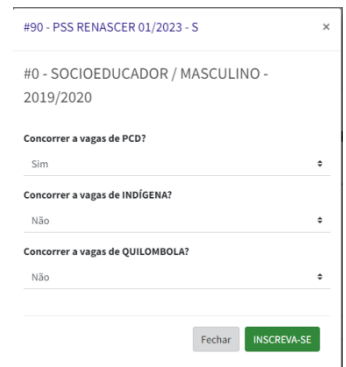 #90 - PSS RENASCER 01/2023 - S ×
#0 - SOCIOEDUCADOR / MASCULINO -
2019/2020
Concorrer a vagas de PCD?
Sim
Concorrer a vagas de INDÍGENA?
Não
Concorrer a vagas de QUILOMBOLA?
Não
Fechar INSCREVA-SE